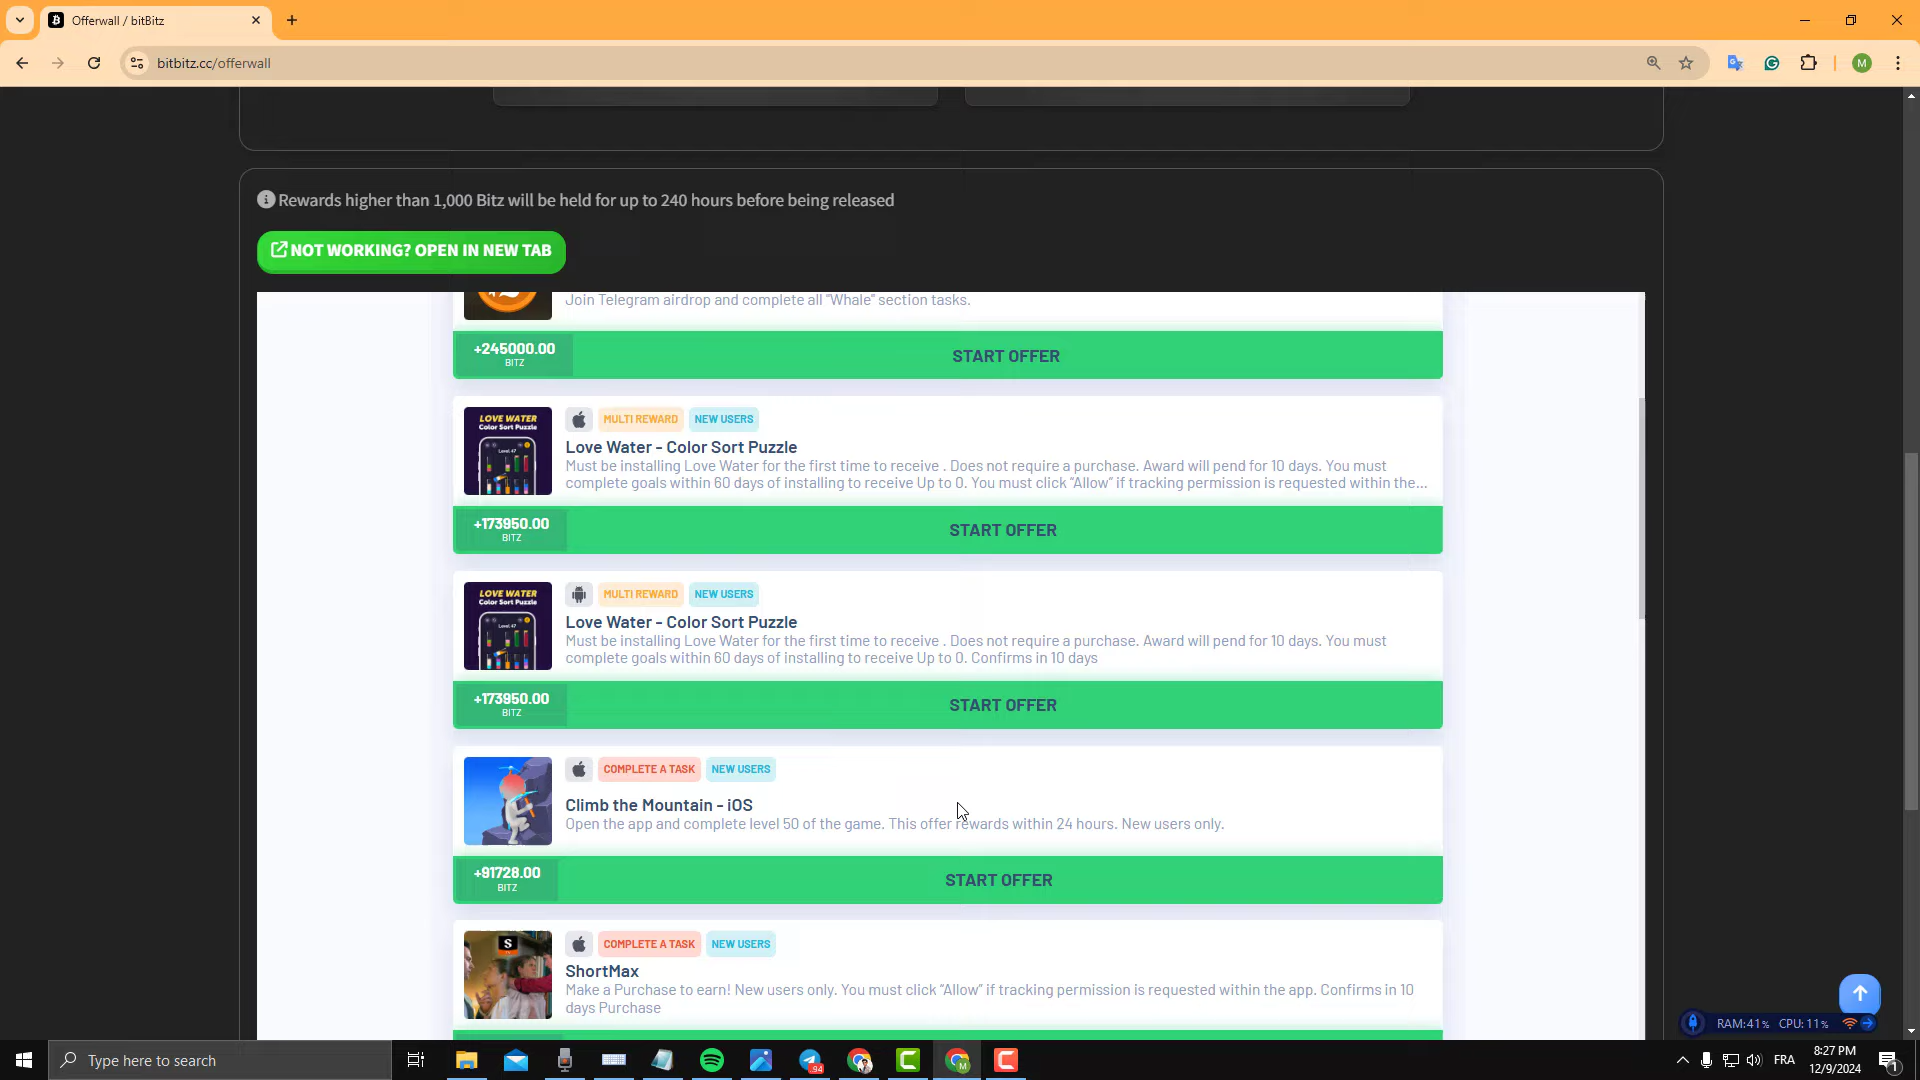 Offerwall / bitBitz
bitbitz.cc/offerwall
M
Rewards higher than 1,000 Bitz will be held for up to 240 hours before being released
NOT WORKING? OPEN IN NEW TAB
Join Telegram airdrop and complete all "Whale" section tasks.
+245000.00
BITZ
START OFFER
LOVE WATER
Color Sort Puzzle
Level 47
MULTI REWARD
NEW USERS
Love Water - Color Sort Puzzle
Must be installing Love Water for the first time to receive . Does not require a purchase. Award will pend for 10 days. You must
complete goals within 60 days of installing to receive Up to 0. You must click "Allow" if tracking permission is requested within the...
+173950.00
BITZ
START OFFER
LOVE WATER
Color Sort Puzzle
Level 47
MULTI REWARD
NEW USERS
Love Water - Color Sort Puzzle
Must be installing Love Water for the first time to receive . Does not require a purchase. Award will pend for 10 days. You must
complete goals within 60 days of installing to receive Up to 0. Confirms in 10 days
+173950.00
BITZ
START OFFER
COMPLETE A TASK
NEW USERS
Climb the Mountain - iOS
Open the app and complete level 50 of the game. This offer rewards within 24 hours. New users only.
+91728.00
BITZ
START OFFER
S
COMPLETE A TASK
NEW USERS
ShortMax
Make a Purchase to earn! New users only. You must click "Allow" if tracking permission is requested within the app. Confirms in 10
days Purchase
RAM:41% CPU: 11%
Type here to search
94
M
FRA
8:27 PM
12/9/2024
1